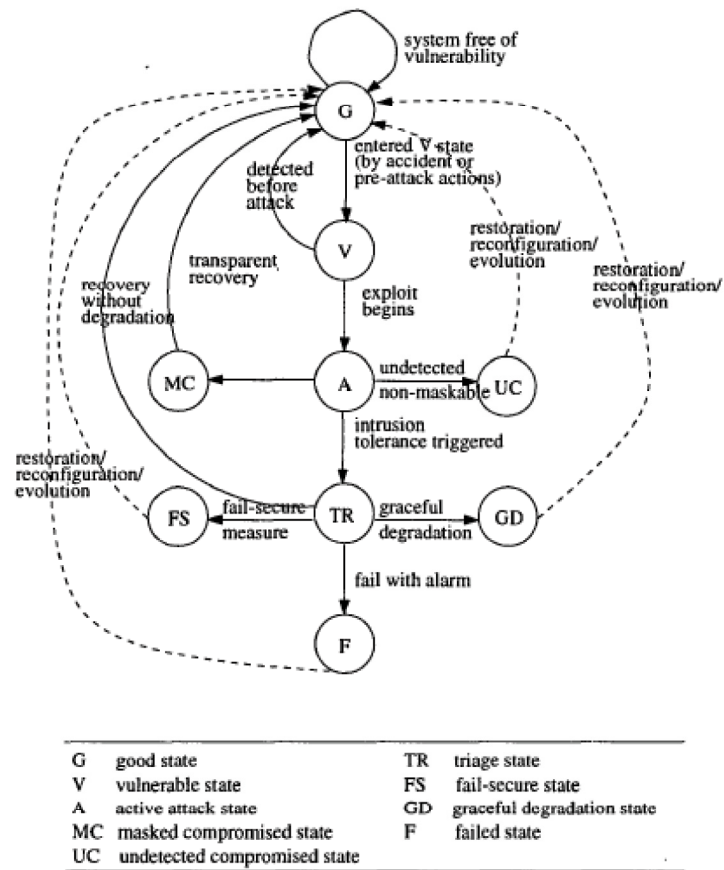 system free of
vulnerability
G
entered V state
(by accident or
pre-attack actions)
detected
before
attack
V
restoration/
reconfiguration/
evolution
restoration/
reconfiguration/
evolution
transparent
recovery
recovery
without
degradation
exploit
begins
MC
A
undetected
non-maskable
UC
intrusion
tolerance triggered
restoration/
reconfiguration/
evolution
FS
fail-secure
measure
TR
graceful
degradation
GD
fail with alarm
F
G good state
V vulnerable state
A active attack state
MC masked compromised state
UC undetected compromised state
TR triage state
FS fail-secure state
GD graceful degradation state
F failed state